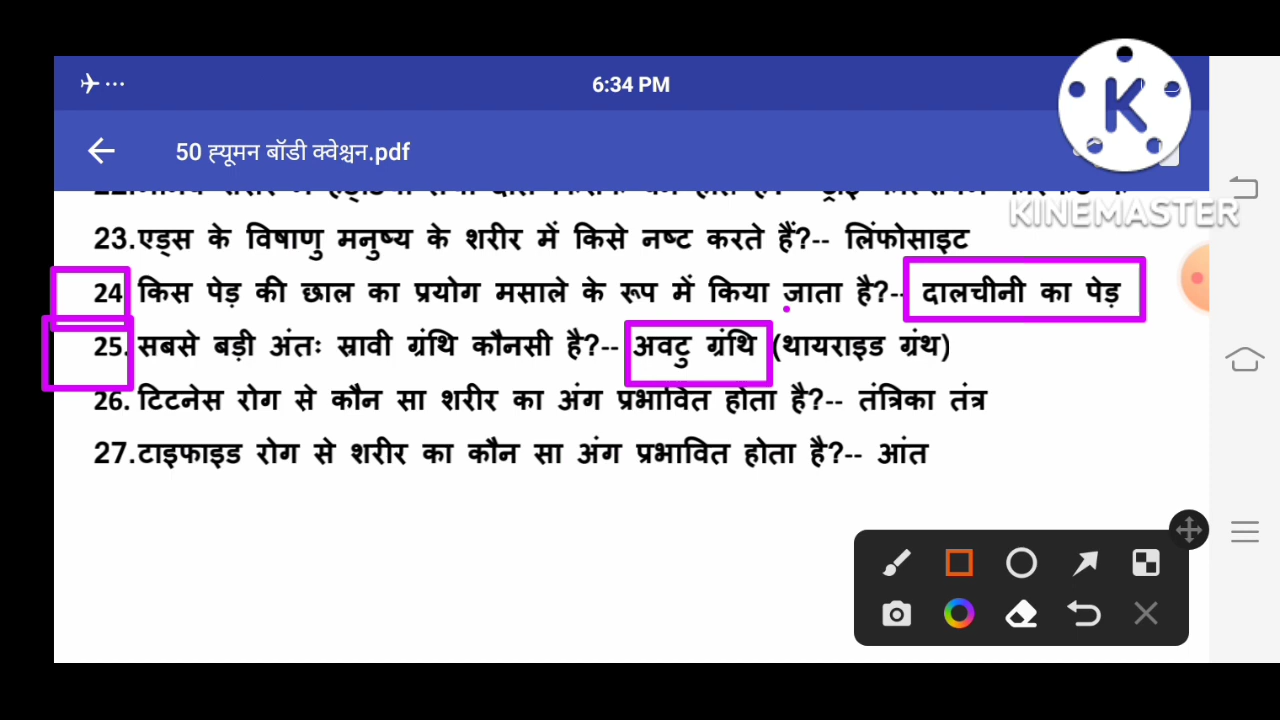 6:34 PM
50 ह्यूमन बॉडी क्वेश्चन.pdf
K
KINEMASTER
23.एड्स के विषाणु मनुष्य के शरीर में किसे नष्ट करते हैं?-- लिंफोसाइट
24 किस पेड़ की छाल का प्रयोग मसाले के रूप में किया जाता है?-- दालचीनी का पेड़
25. सबसे बड़ी अंतः स्रावी ग्रंथि कौनसी है?-- अवटु ग्रंथि (थायराइड ग्रंथ)
26. टिटनेस रोग से कौन सा शरीर का अंग प्रभावित होता है?-- तंत्रिका तंत्र
27.टाइफाइड रोग से शरीर का कौन सा अंग प्रभावित होता है?-- आंत